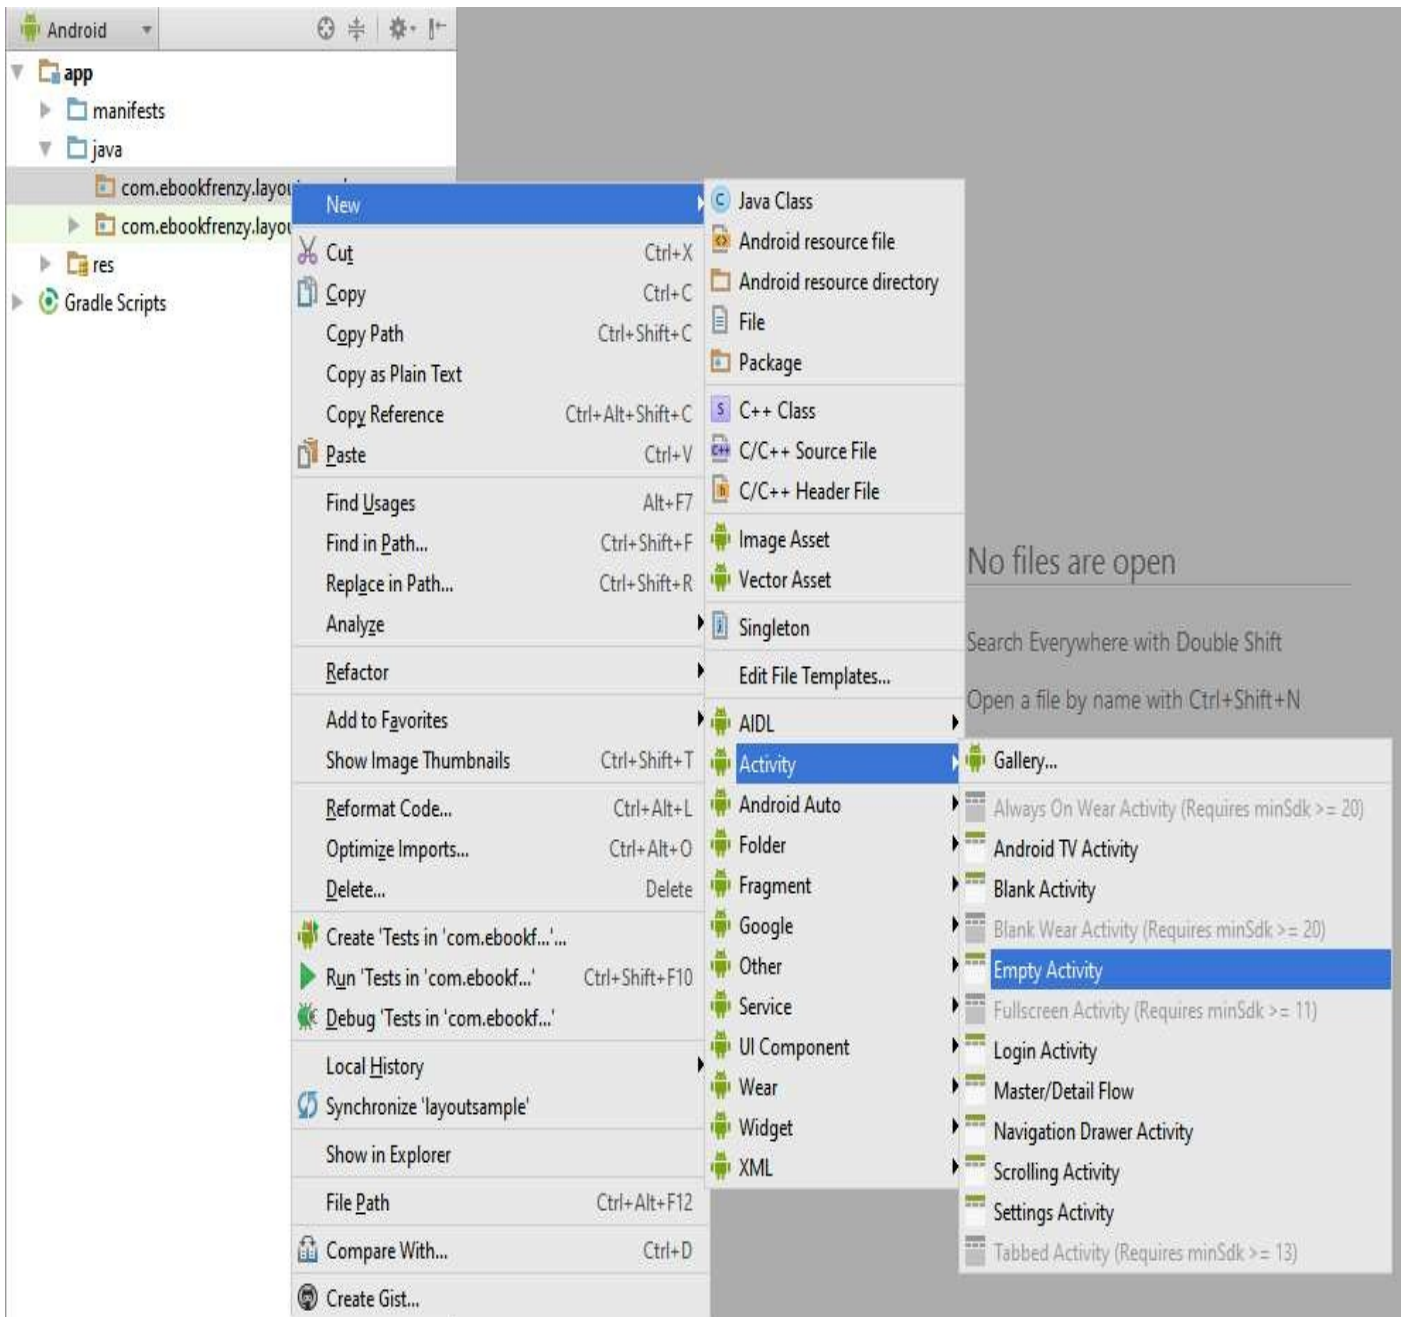 Android
app
manifests
java
com.ebookfrenzy.layou
com.ebookfrenzy.layou
res
Gradle Scripts
New
Cut Ctrl+X
Copy Ctrl+C
Copy Path Ctrl+Shift+C
Copy as Plain Text
Copy Reference Ctrl+Alt+Shift+C
Paste Ctrl+V
Find Usages Alt+F7
Find in Path... Ctrl+Shift+F
Replace in Path... Ctrl+Shift+R
Analyze
Refactor
Add to Favorites
Show Image Thumbnails Ctrl+Shift+T
Reformat Code... Ctrl+Alt+L
Optimize Imports... Ctrl+Alt+O
Delete... Delete
Create 'Tests in 'com.ebookf...'...
Run 'Tests in 'com.ebookf...' Ctrl+Shift+F10
Debug 'Tests in 'com.ebookf...'
Local History
Synchronize 'layoutsample'
Show in Explorer
File Path Ctrl+Alt+F12
Compare With... Ctrl+D
Create Gist...
Java Class
Android resource file
Android resource directory
File
Package
C++ Class
C/C++ Source File
C/C++ Header File
Image Asset
Vector Asset
Singleton
Edit File Templates...
AIDL
Activity
Android Auto
Folder
Fragment
Google
Other
Service
UI Component
Wear
Widget
XML
No files are open
Search Everywhere with Double Shift
Open a file by name with Ctrl+Shift+N
Gallery...
Always On Wear Activity (Requires minSdk >= 20)
Android TV Activity
Blank Activity
Blank Wear Activity (Requires minSdk >= 20)
Empty Activity
Fullscreen Activity (Requires minSdk >= 11)
Login Activity
Master/Detail Flow
Navigation Drawer Activity
Scrolling Activity
Settings Activity
Tabbed Activity (Requires minSdk >= 13)